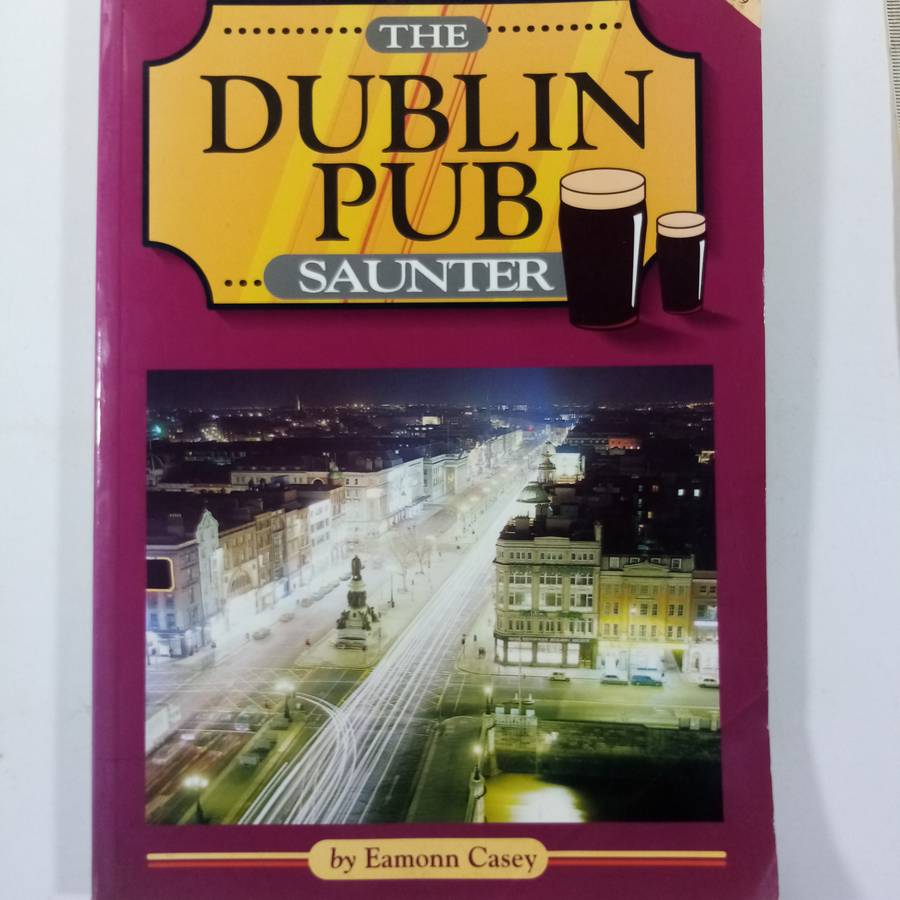 THE
DUBLIN
PUB
SAUNTER
by Eamonn Casey